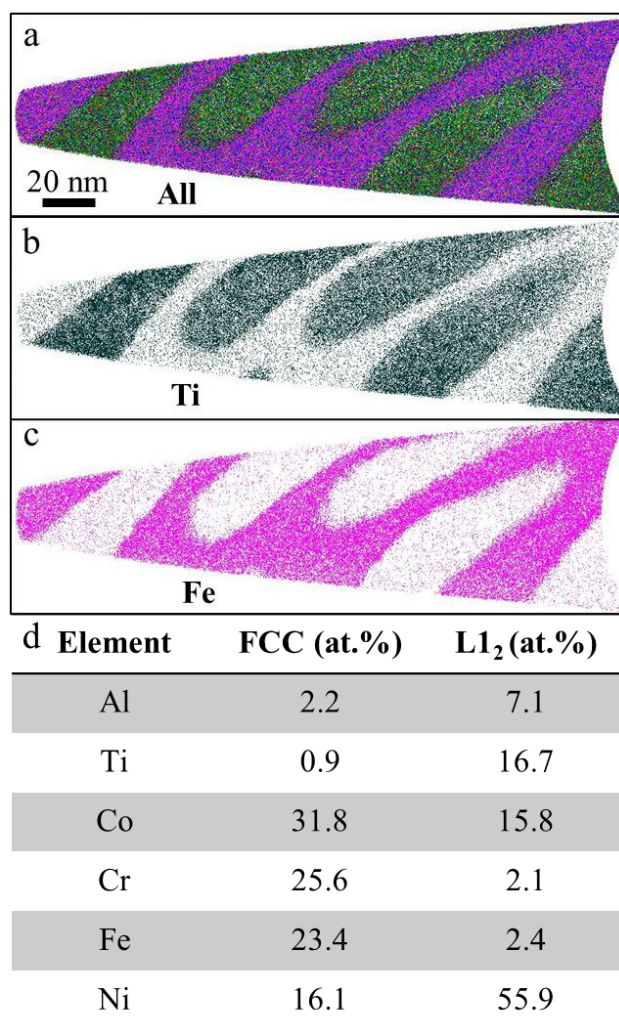 a
20 nm
All
b
Ti
c
Fe
d Element FCC (at.%) L1₂ (at.%)
Al 2.2 7.1
Ti 0.9 16.7
Co 31.8 15.8
Cr 25.6 2.1
Fe 23.4 2.4
Ni 16.1 55.9